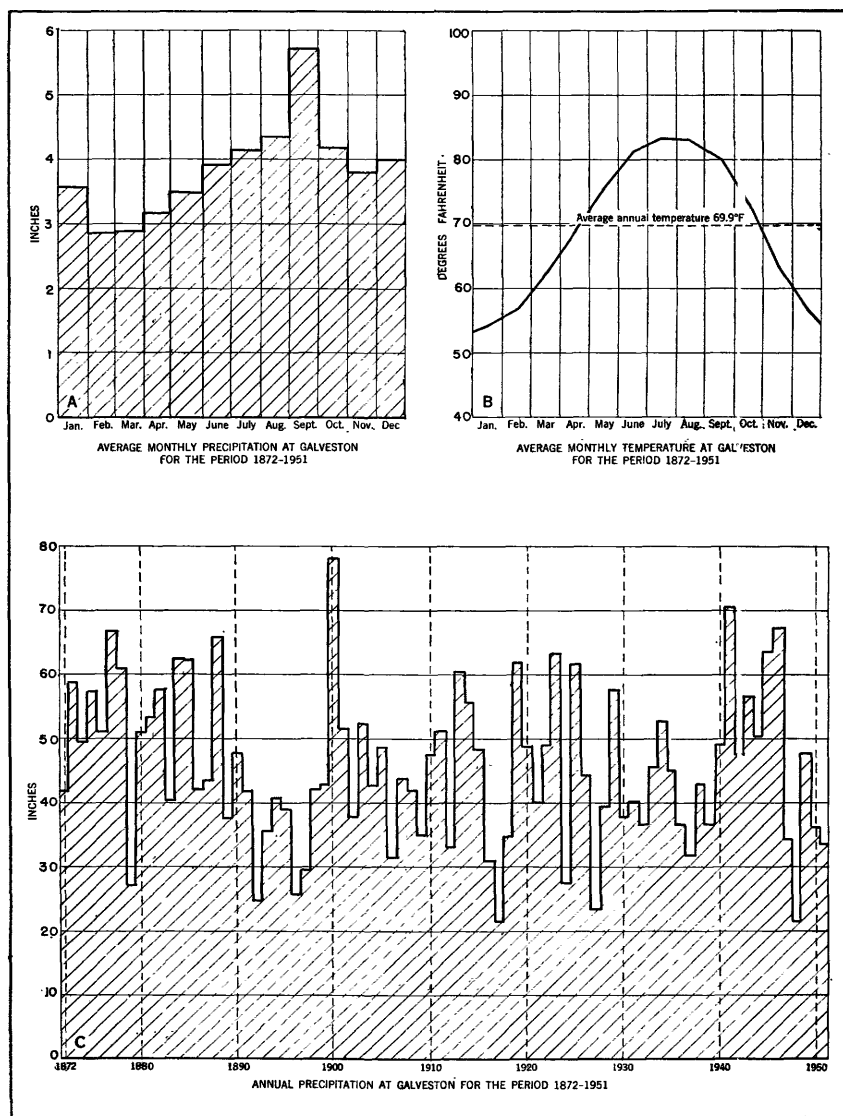 6
5
4
3
2
1
0
INCHES
A
Jan. Feb. Mar. Apr. May June July Aug. Sept. Oct. Nov. Dec
AVERAGE MONTHLY PRECIPITATION AT GALVESTON
FOR THE PERIOD 1872-1951
100
90
80
70
60
50
40
DEGREES FAHRENHEIT
Average annual temperature 69.9°F
B
Jan. Feb. Mar Apr. May June July Aug. Sept. Oct. Nov. Dec.
AVERAGE MONTHLY TEMPERATURE AT GALVESTON
FOR THE PERIOD 1872-1951
80
70
60
50
40
30
20
10
0
INCHES
C
1872 1880 1890 1900 1910 1920 1930 1940 1950
ANNUAL PRECIPITATION AT GALVESTON FOR THE PERIOD 1872-1951